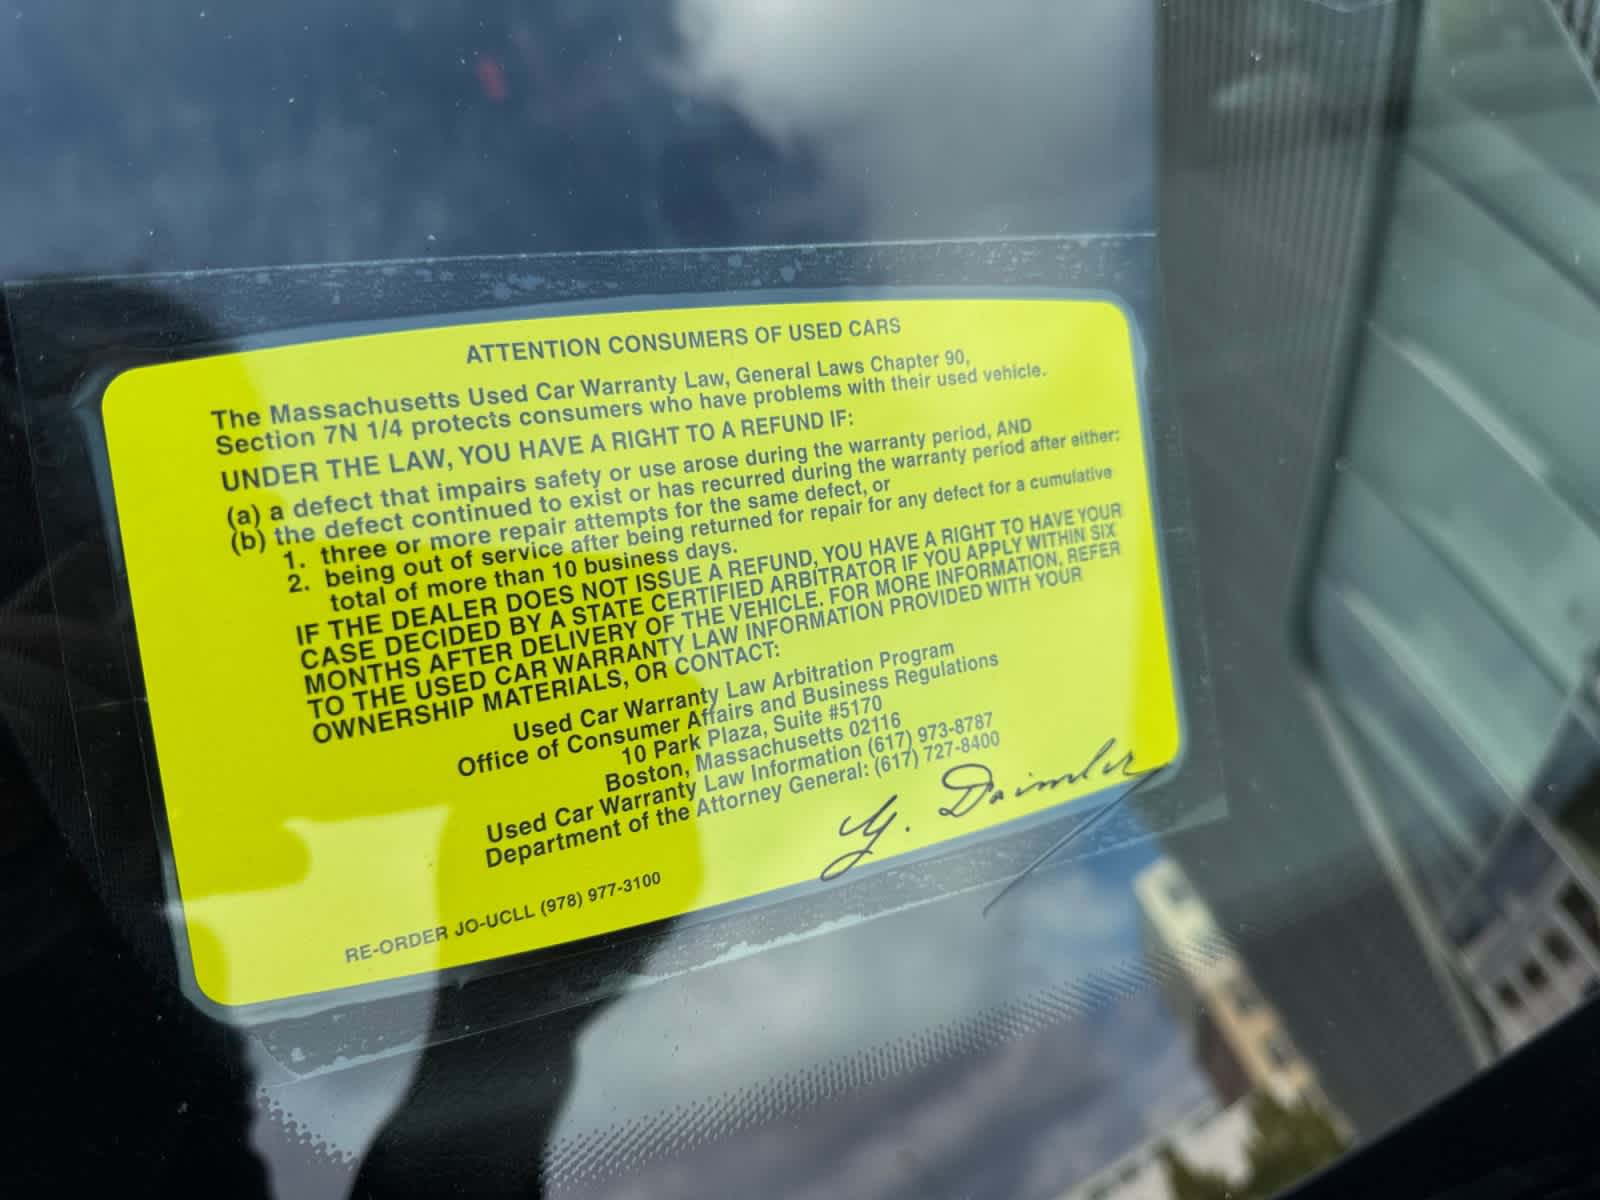 ATTENTION CONSUMERS OF USED CARS
The Massachusetts Used Car Warranty Law, General Laws Chapter 90,
Section 7N 1/4 protects consumers who have problems with their used vehicle.
UNDER THE LAW, YOU HAVE A RIGHT TO A REFUND IF:
(a) a defect that impairs safety or use arose during the warranty period, AND
(b) the defect continued to exist or has recurred during the warranty period after either:
1. three or more repair attempts for the same defect, or
2. being out of service after being returned for repair for any defect for a cumulative
total of more than 10 business days.
IF THE DEALER DOES NOT ISSUE A REFUND, YOU HAVE A RIGHT TO HAVE YOUR
CASE DECIDED BY A STATE CERTIFIED ARBITRATOR IF YOU APPLY WITHIN SIX
MONTHS AFTER DELIVERY OF THE VEHICLE. FOR MORE INFORMATION, REFER
TO THE USED CAR WARRANTY LAW INFORMATION PROVIDED WITH YOUR
OWNERSHIP MATERIALS, OR CONTACT:
Used Car Warranty Law Arbitration Program
Office of Consumer Affairs and Business Regulations
10 Park Plaza, Suite #5170
Boston, Massachusetts 02116
Used Car Warranty Law Information (617) 973-8787
Department of the Attorney General: (617) 727-8400
G. Daimler
RE-ORDER JO-UCLL (978) 977-3100